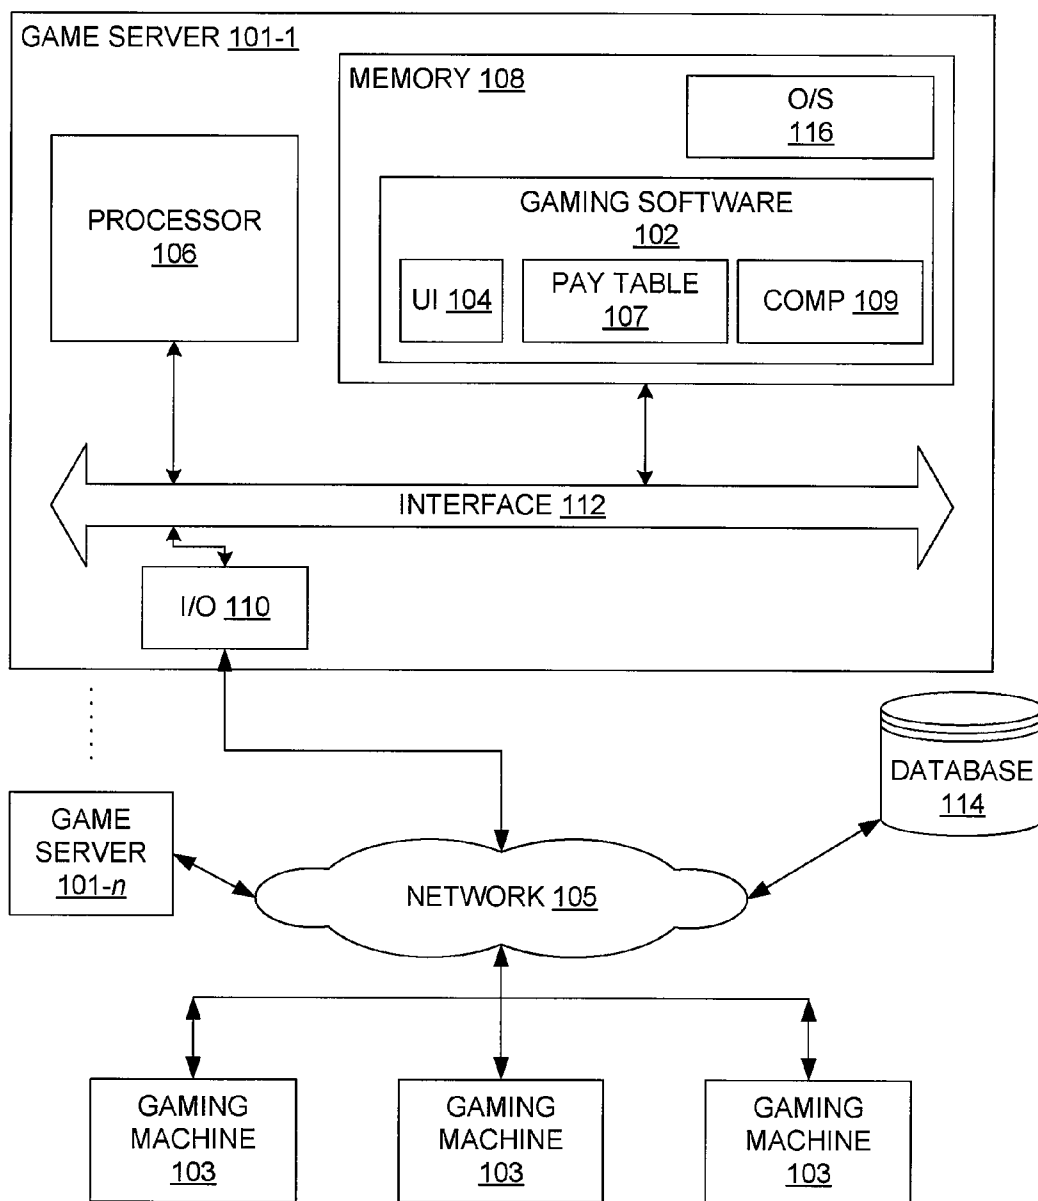 GAME SERVER 101-1
MEMORY 108
O/S
116
PROCESSOR
106
GAMING SOFTWARE
102
UI 104
PAY TABLE
107
COMP 109
INTERFACE 112
I/O 110
DATABASE
114
GAME
SERVER
101-n
NETWORK 105
GAMING
MACHINE
103
GAMING
MACHINE
103
GAMING
MACHINE
103